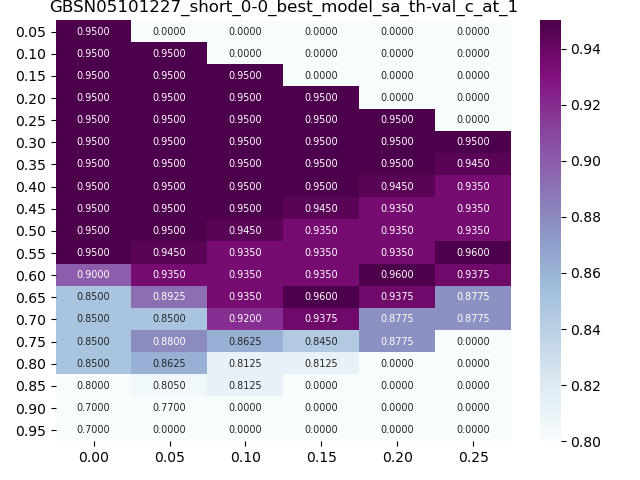 GBSN05101227_short_0-0_best_model_sa_th-val_c_at_1
0.05 0.9500 0.0000 0.0000 0.0000 0.0000 0.0000
0.10 0.9500 0.9500 0.0000 0.0000 0.0000 0.0000
0.15 0.9500 0.9500 0.9500 0.0000 0.0000 0.0000
0.20 0.9500 0.9500 0.9500 0.9500 0.0000 0.0000
0.25 0.9500 0.9500 0.9500 0.9500 0.9500 0.0000
0.30 0.9500 0.9500 0.9500 0.9500 0.9500 0.9500
0.35 0.9500 0.9500 0.9500 0.9500 0.9500 0.9450
0.40 0.9500 0.9500 0.9500 0.9500 0.9450 0.9350
0.45 0.9500 0.9500 0.9500 0.9450 0.9350 0.9350
0.50 0.9500 0.9500 0.9450 0.9350 0.9350 0.9350
0.55 0.9500 0.9450 0.9350 0.9350 0.9350 0.9600
0.60 0.9000 0.9350 0.9350 0.9350 0.9600 0.9375
0.65 0.8500 0.8925 0.9350 0.9600 0.9375 0.8775
0.70 0.8500 0.8500 0.9200 0.9375 0.8775 0.8775
0.75 0.8500 0.8800 0.8625 0.8450 0.8775 0.0000
0.80 0.8500 0.8625 0.8125 0.8125 0.0000 0.0000
0.85 0.8000 0.8050 0.8125 0.0000 0.0000 0.0000
0.90 0.7000 0.7700 0.0000 0.0000 0.0000 0.0000
0.95 0.7000 0.0000 0.0000 0.0000 0.0000 0.0000
0.00 0.05 0.10 0.15 0.20 0.25
0.94
0.92
0.90
0.88
0.86
0.84
0.82
0.80